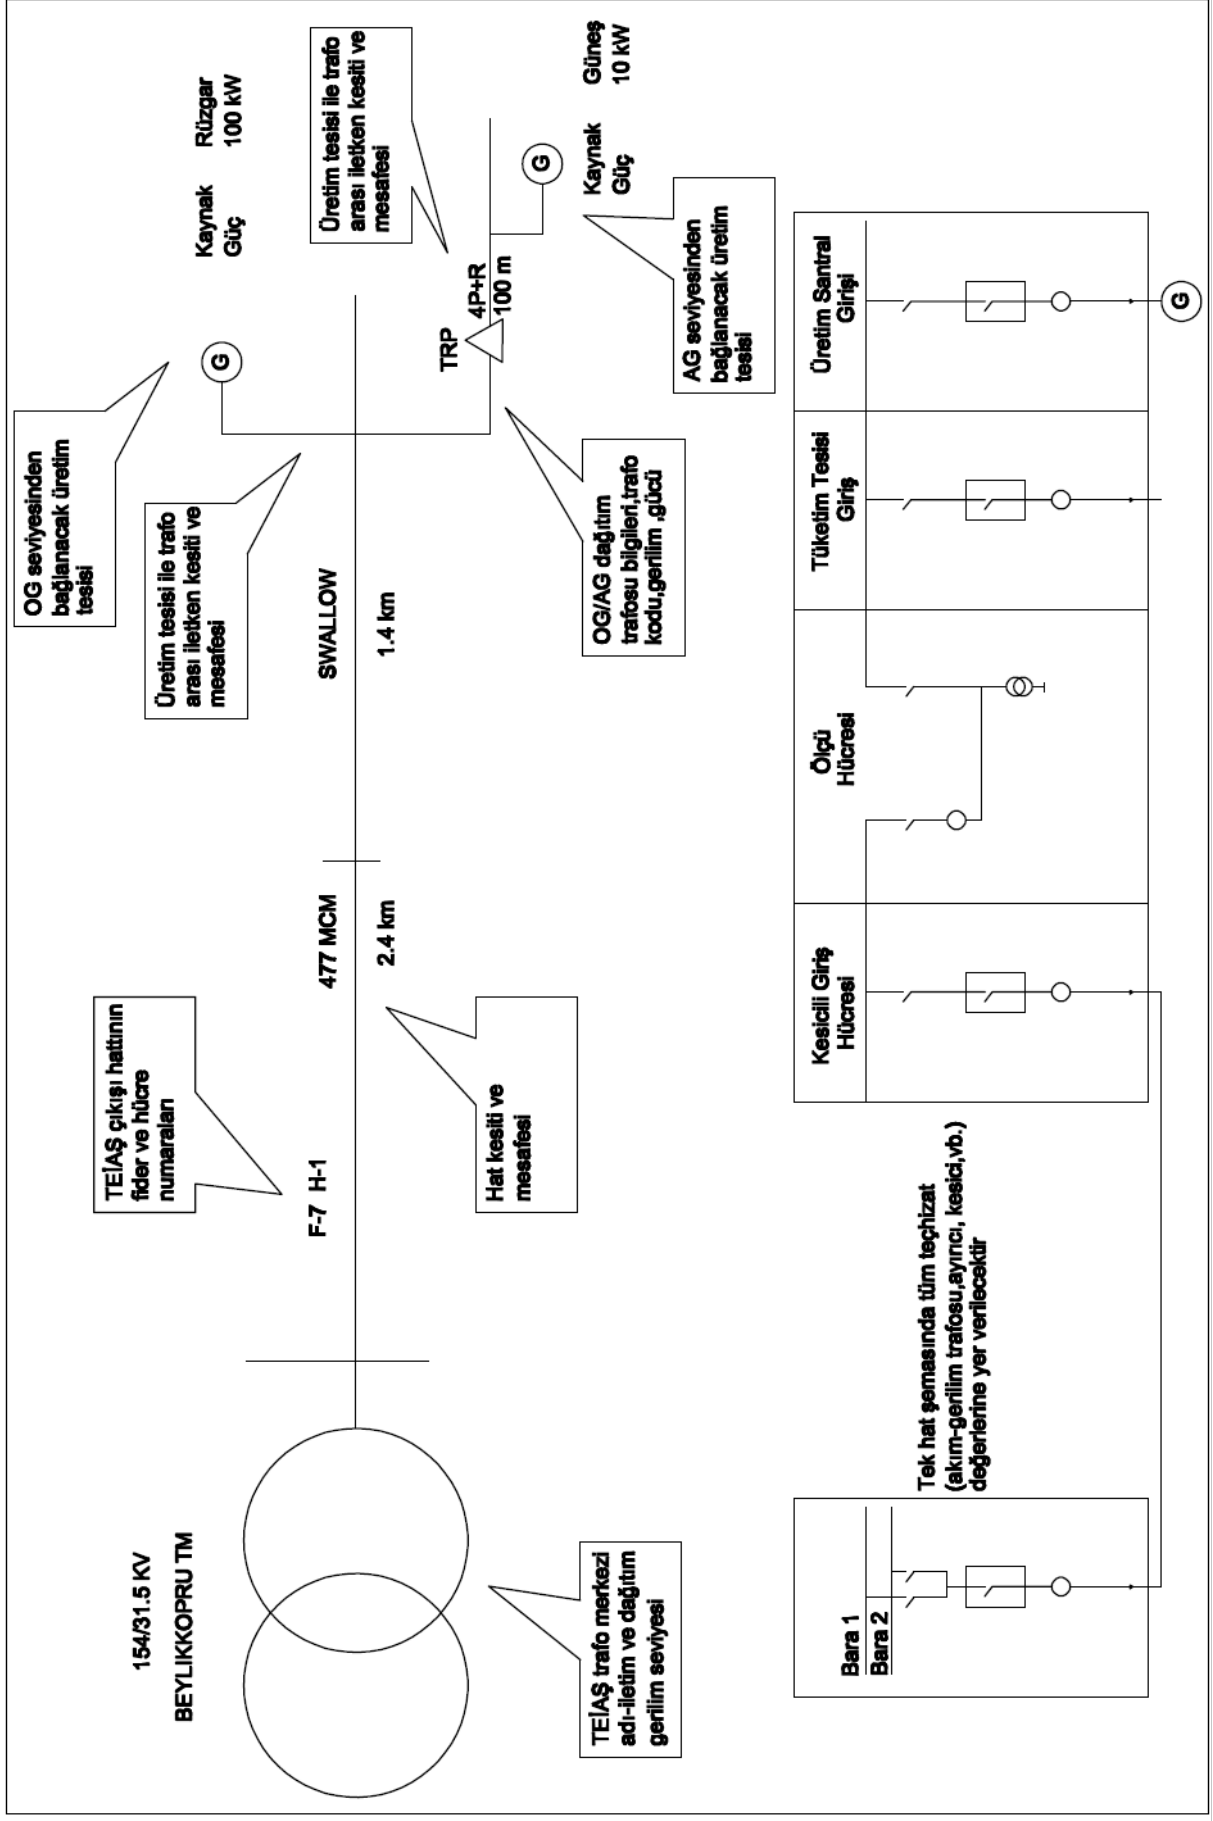 154/31.5 KV
BEYLIKKOPRU TM
TEİAŞ trafo merkezi
adı-iletim ve dağıtım
gerilim seviyesi
TEİAŞ çıkışı hattının
fider ve hücre
numaraları
F-7 H-1
477 MCM
2.4 km
Hat kesiti ve
mesafesi
SWALLOW
1.4 km
OG seviyesinden
bağlanacak üretim
tesisi
Üretim tesisi ile trafo
arası iletken kesiti ve
mesafesi
G
Kaynak Rüzgar
Güç 100 kW
Üretim tesisi ile trafo
arası iletken kesiti ve
mesafesi
TRP
4P+R
100 m
G
Kaynak Güneş
Güç 10 kW
OG/AG dağıtım
trafosu bilgileri,trafo
kodu,gerilim ,gücü
AG seviyesinden
bağlanacak üretim
tesisi
Bara 1
Bara 2
Tek hat şemasında tüm teçhizat
(akım-gerilim trafosu,ayırıcı, kesici,vb.)
değerlerine yer verilecektir
Kesicili Giriş
Hücresi
Ölçü
Hücresi
Tüketim Tesisi
Giriş
Üretim Santral
Girişi
G